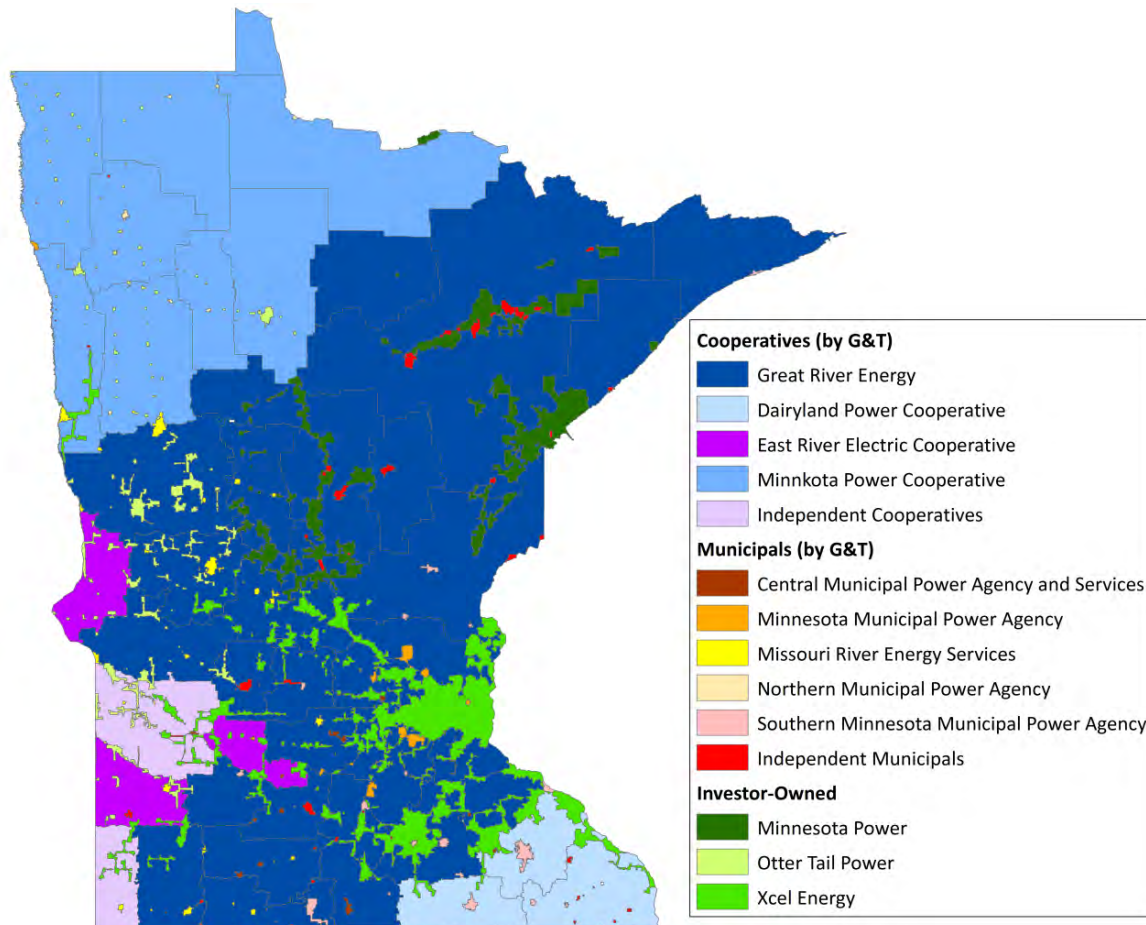 Cooperatives (by G&T)
Great River Energy
Dairyland Power Cooperative
East River Electric Cooperative
Minnkota Power Cooperative
Independent Cooperatives
Municipals (by G&T)
Central Municipal Power Agency and Services
Minnesota Municipal Power Agency
Missouri River Energy Services
Northern Municipal Power Agency
Southern Minnesota Municipal Power Agency
Independent Municipals
Investor-Owned
Minnesota Power
Otter Tail Power
Xcel Energy